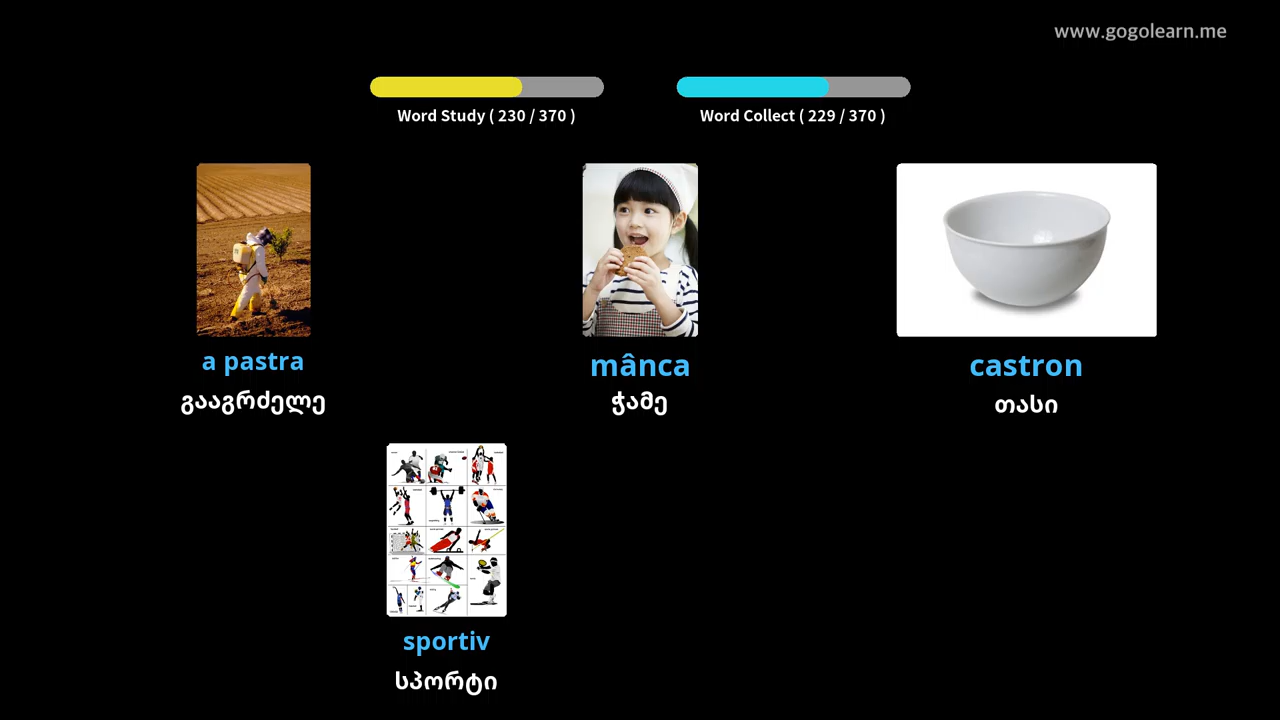 www.gogolearn.me
Word Study ( 230 / 370 )
Word Collect ( 229 / 370 )
a pastra
გააგრძელე
mânca
ჭამე
castron
თასი
sportiv
სპორტი